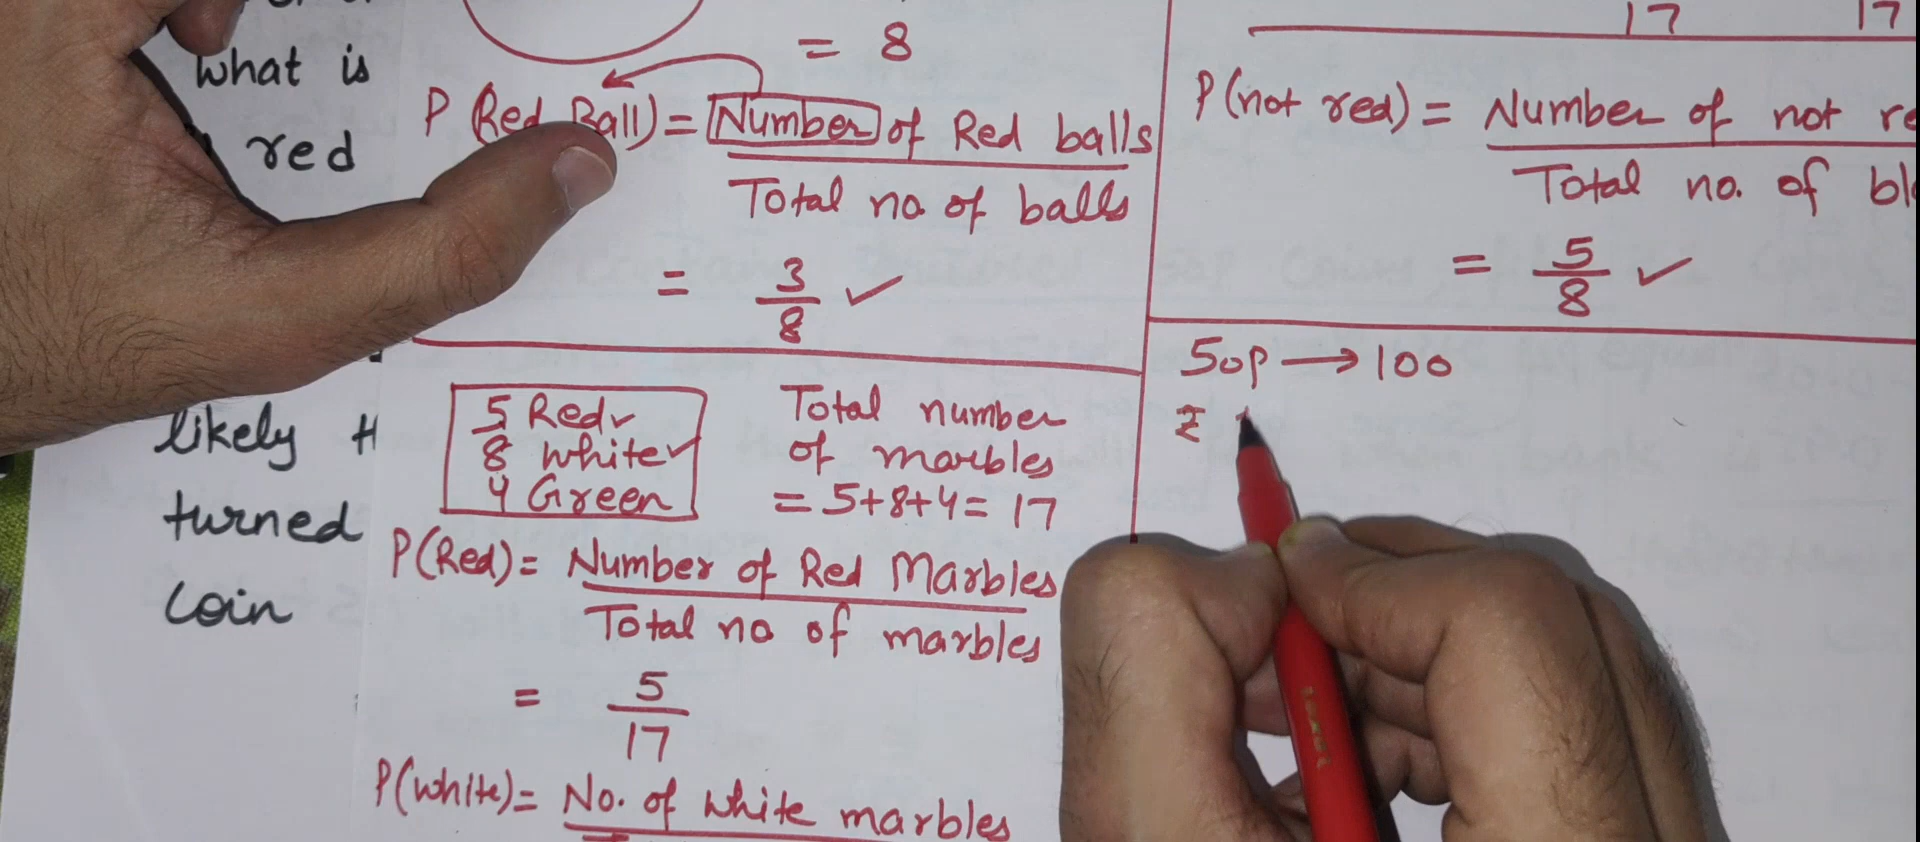 what is
red
likely
turned
coin
= 8
P (Red Ball) = Number of Red balls
Total no. of balls
= 3
8
5 Red
8 white
4 Green
Total number
of marbles
= 5+8+4= 17
P(Red) = Number of Red Marbles
Total no of marbles
= 5
17
P(white) = No. of white marbles
17 17
P(not red) = Number of not re
Total no. of bl
= 5
8
50p → 100
₹